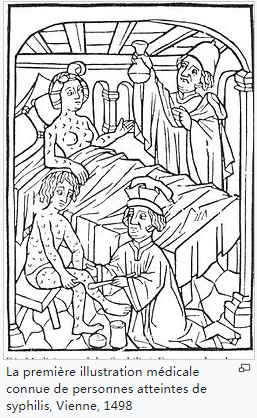 La première illustration médicale
connue de personnes atteintes de
syphilis, Vienne, 1498